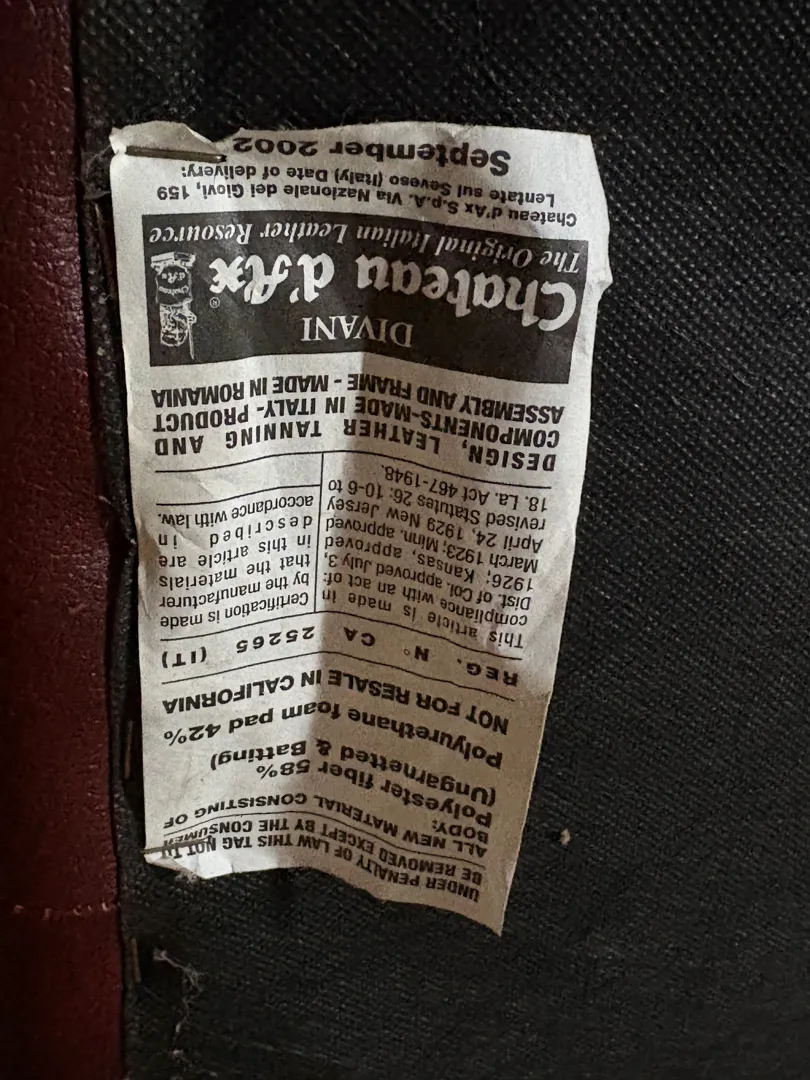 UNDER PENALTY OF LAW THIS TAG NOT TO
BE REMOVED EXCEPT BY THE CONSUMER
ALL NEW MATERIAL CONSISTING OF
BODY:
Polyester fiber 58%
(Ungarnetted & Batting)
Polyurethane foam pad 42%
NOT FOR RESALE IN CALIFORNIA
REG. N° CA 25265 (IT)
This article is made in
compliance with an act of:
Dist. of Col. approved July 3,
1926; Kansas, approved
March 1923; Minn. approved
April 24, 1929 New Jersey
revised Statutes 26: 10-6 to
18. La. Act 467-1948.
Certification is made
by the manufacturer
that the materials
in this article are
described in
accordance with law.
DESIGN, LEATHER TANNING AND
COMPONENTS-MADE IN ITALY- PRODUCT
ASSEMBLY AND FRAME - MADE IN ROMANIA
DIVANI
Chateau d'Ax®
The Original Italian Leather Resource
Chateau d'Ax
Chateau d'Ax S.p.A. Via Nazionale dei Giovi, 159
Lentate sul Seveso (Italy) Date of delivery:
September 2002